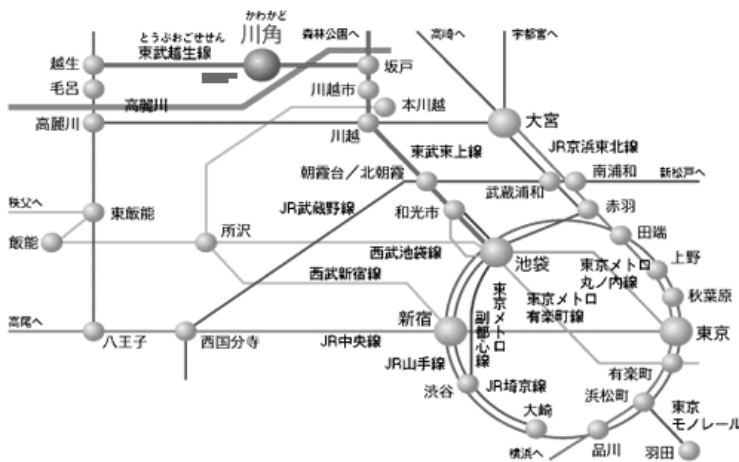 かわかど
とうぶおごせせん
川角
森林公園へ
高崎へ
宇都宮へ
東武越生線
越生
坂戸
毛呂
川越市
本川越
高麗川
高麗川
川越
大宮
JR京浜東北線
東武東上線
朝霞台／北朝霞
南浦和
新松戸へ
武蔵浦和
秩父へ
JR武蔵野線
和光市
赤羽
東飯能
飯能
所沢
田端
西武池袋線
池袋
東京メトロ
丸ノ内線
上野
西武新宿線
東京メトロ
副都心線
東京メトロ
有楽町線
秋葉原
高尾へ
新宿
東京
八王子
西国分寺
JR中央線
JR山手線
有楽町
渋谷
JR埼京線
浜松町
大崎
東京
モノレール
横浜へ
品川
羽田